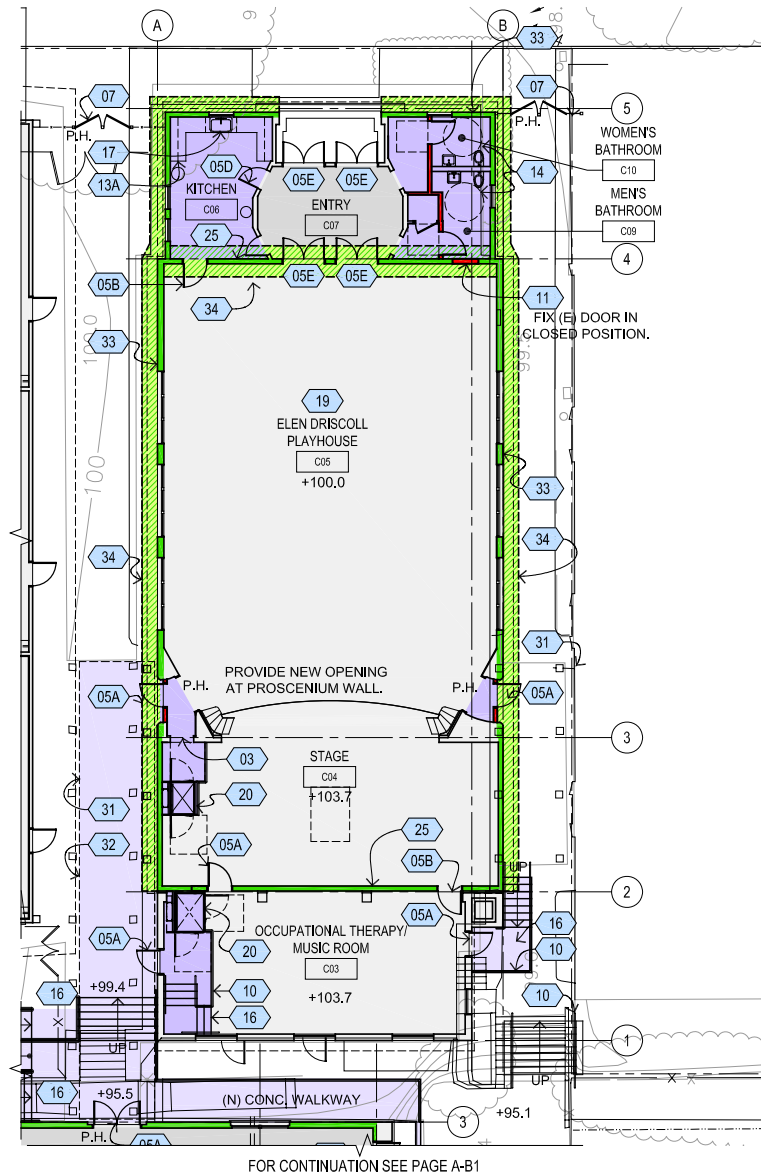 A
B
33
07
07
5
P.H.
P.H.
WOMEN'S
BATHROOM
C10
17
05D
05E
05E
14
13A
KITCHEN
C06
ENTRY
C07
MEN'S
BATHROOM
C09
25
4
05B
05E
05E
11
34
FIX (E) DOOR IN
CLOSED POSITION.
100.0
33
99.5
19
ELEN DRISCOLL
PLAYHOUSE
C05
+100.0
100
33
34
34
31
PROVIDE NEW OPENING
AT PROSCENIUM WALL.
P.H.
P.H.
05A
05A
3
03
STAGE
C04
+103.7
20
31
32
25
05A
05B
UP
2
05A
05A
OCCUPATIONAL THERAPY/
MUSIC ROOM
C03
+103.7
20
16
10
+99.4
16
10
10
16
X
UP
1
UP
16
+95.5
(N) CONC. WALKWAY
3
+95.1
X
X
P.H.
05A
FOR CONTINUATION SEE PAGE A-B1